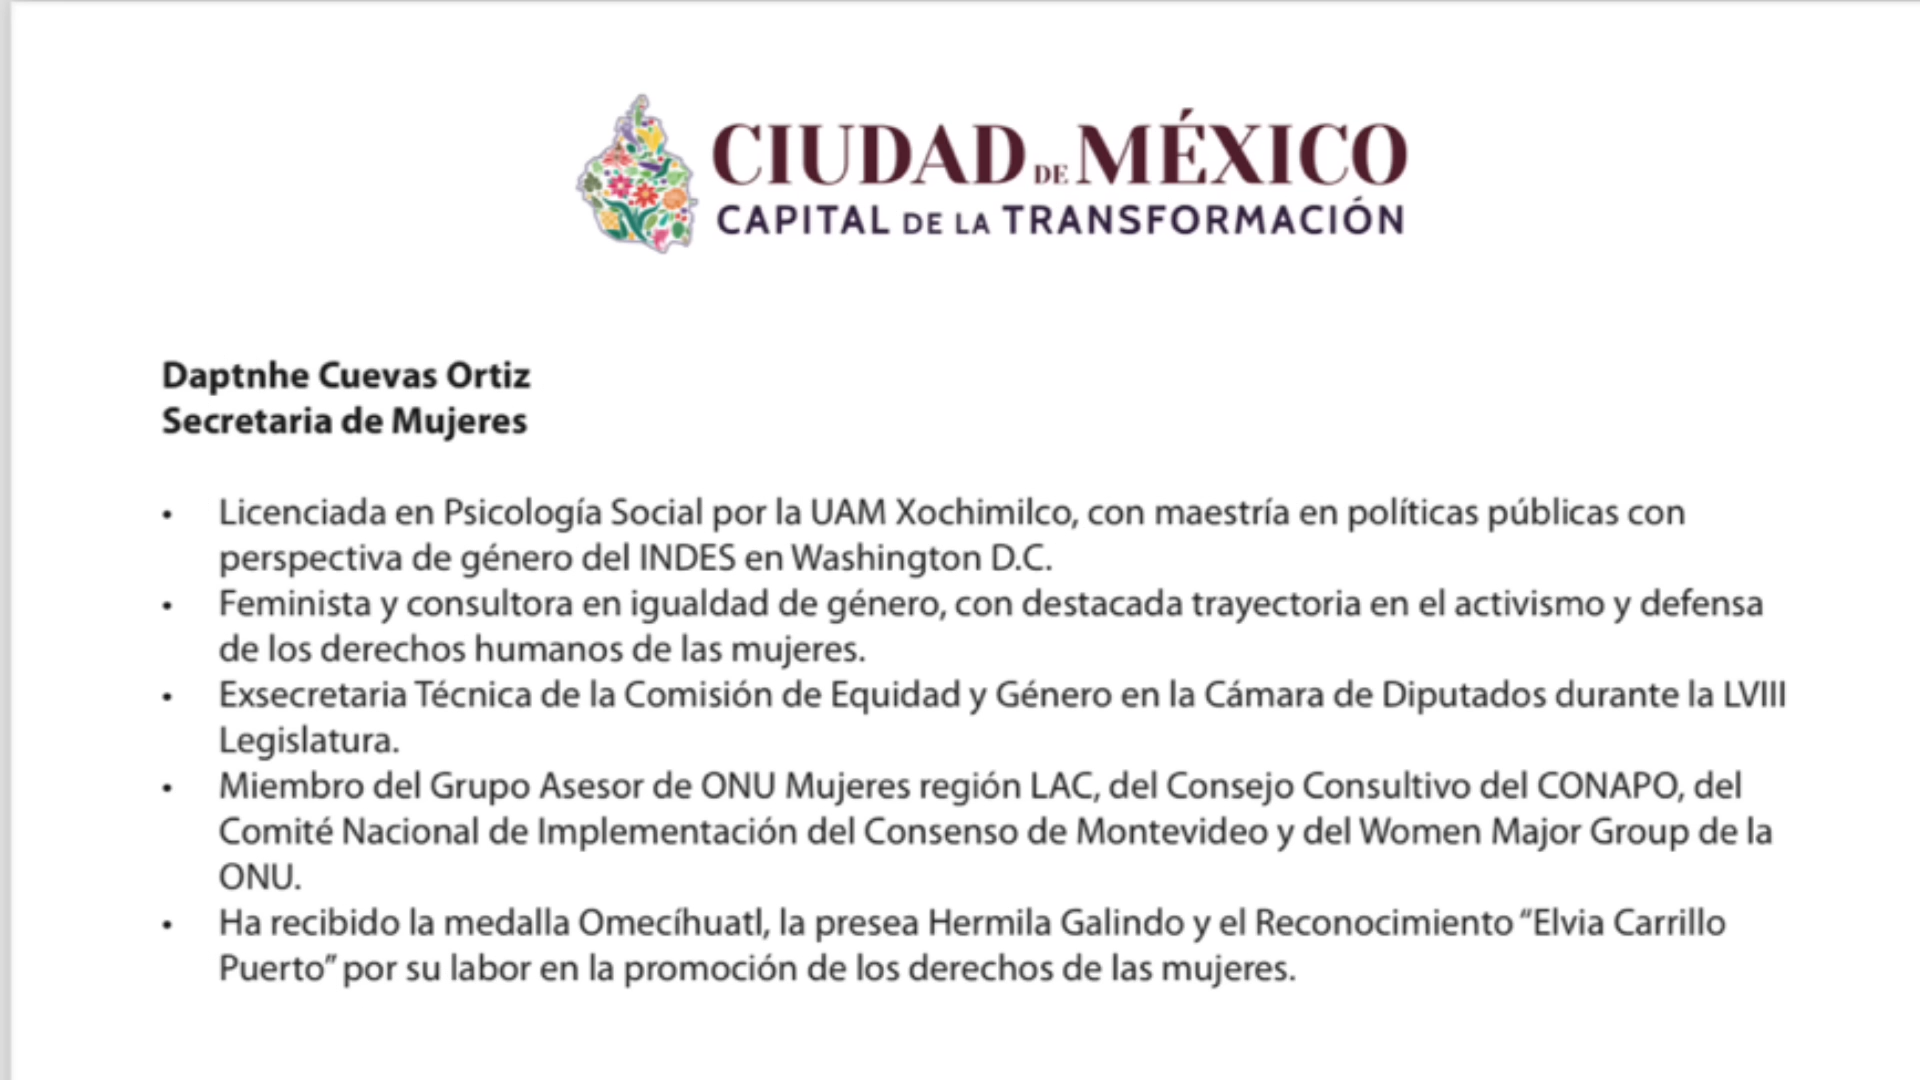 CIUDAD DE MÉXICO
CAPITAL DE LA TRANSFORMACIÓN
Daptnhe Cuevas Ortiz
Secretaria de Mujeres
• Licenciada en Psicología Social por la UAM Xochimilco, con maestría en políticas públicas con
perspectiva de género del INDES en Washington D.C.
• Feminista y consultora en igualdad de género, con destacada trayectoria en el activismo y defensa
de los derechos humanos de las mujeres.
• Exsecretaria Técnica de la Comisión de Equidad y Género en la Cámara de Diputados durante la LVIII
Legislatura.
• Miembro del Grupo Asesor de ONU Mujeres región LAC, del Consejo Consultivo del CONAPO, del
Comité Nacional de Implementación del Consenso de Montevideo y del Women Major Group de la
ONU.
• Ha recibido la medalla Omecíhuatl, la presea Hermila Galindo y el Reconocimiento “Elvia Carrillo
Puerto” por su labor en la promoción de los derechos de las mujeres.